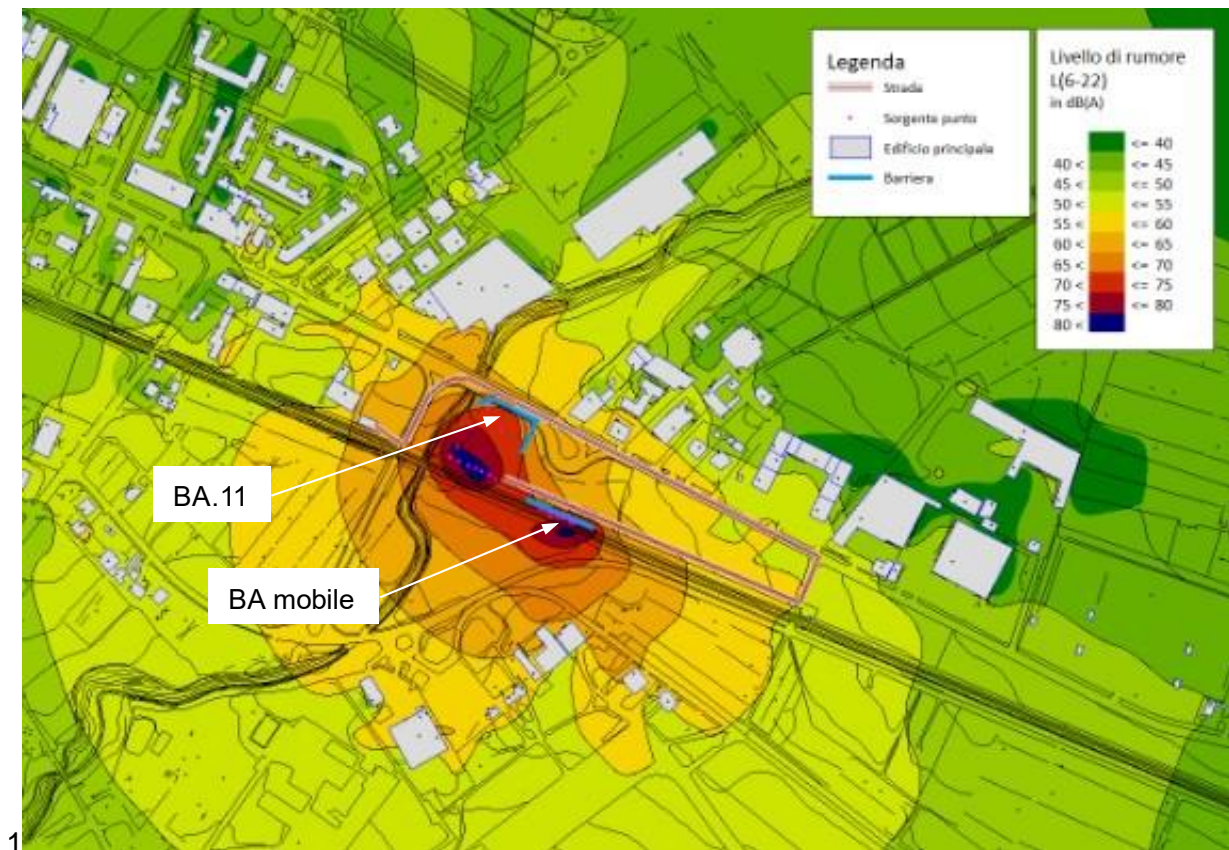 Legenda
Strada
Sorgente punto
Edificio principale
Barriera
Livello di rumore
L(6-22)
in dB(A)
<= 40
40 < <= 45
45 < <= 50
50 < <= 55
55 < <= 60
60 < <= 65
65 < <= 70
70 < <= 75
75 < <= 80
80 <
BA.11
BA mobile
1